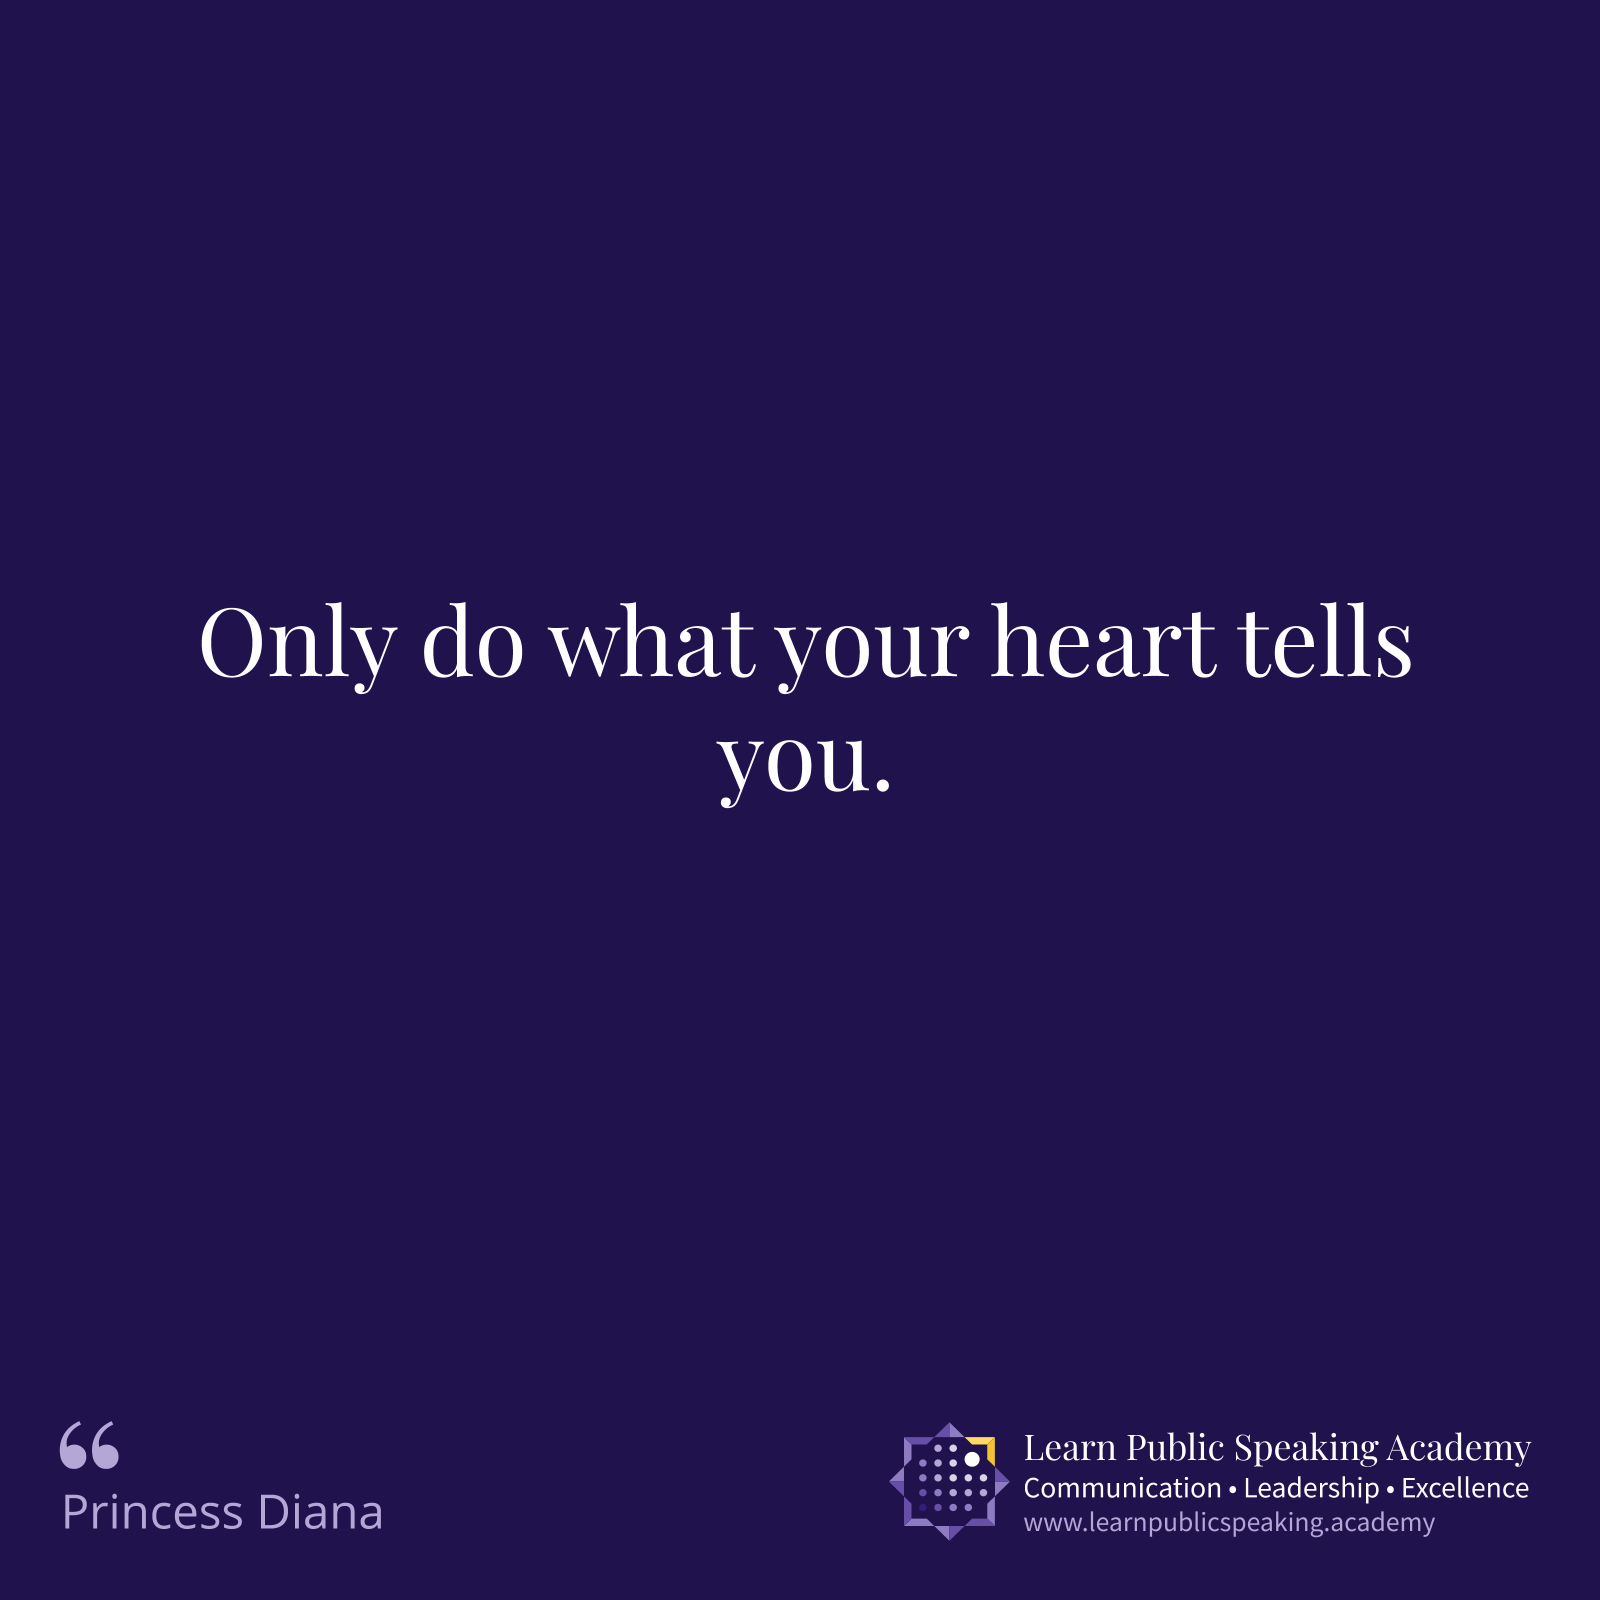 Only do what your heart tells
you.
“
Princess Diana
Learn Public Speaking Academy
Communication • Leadership • Excellence
www.learnpublicspeaking.academy